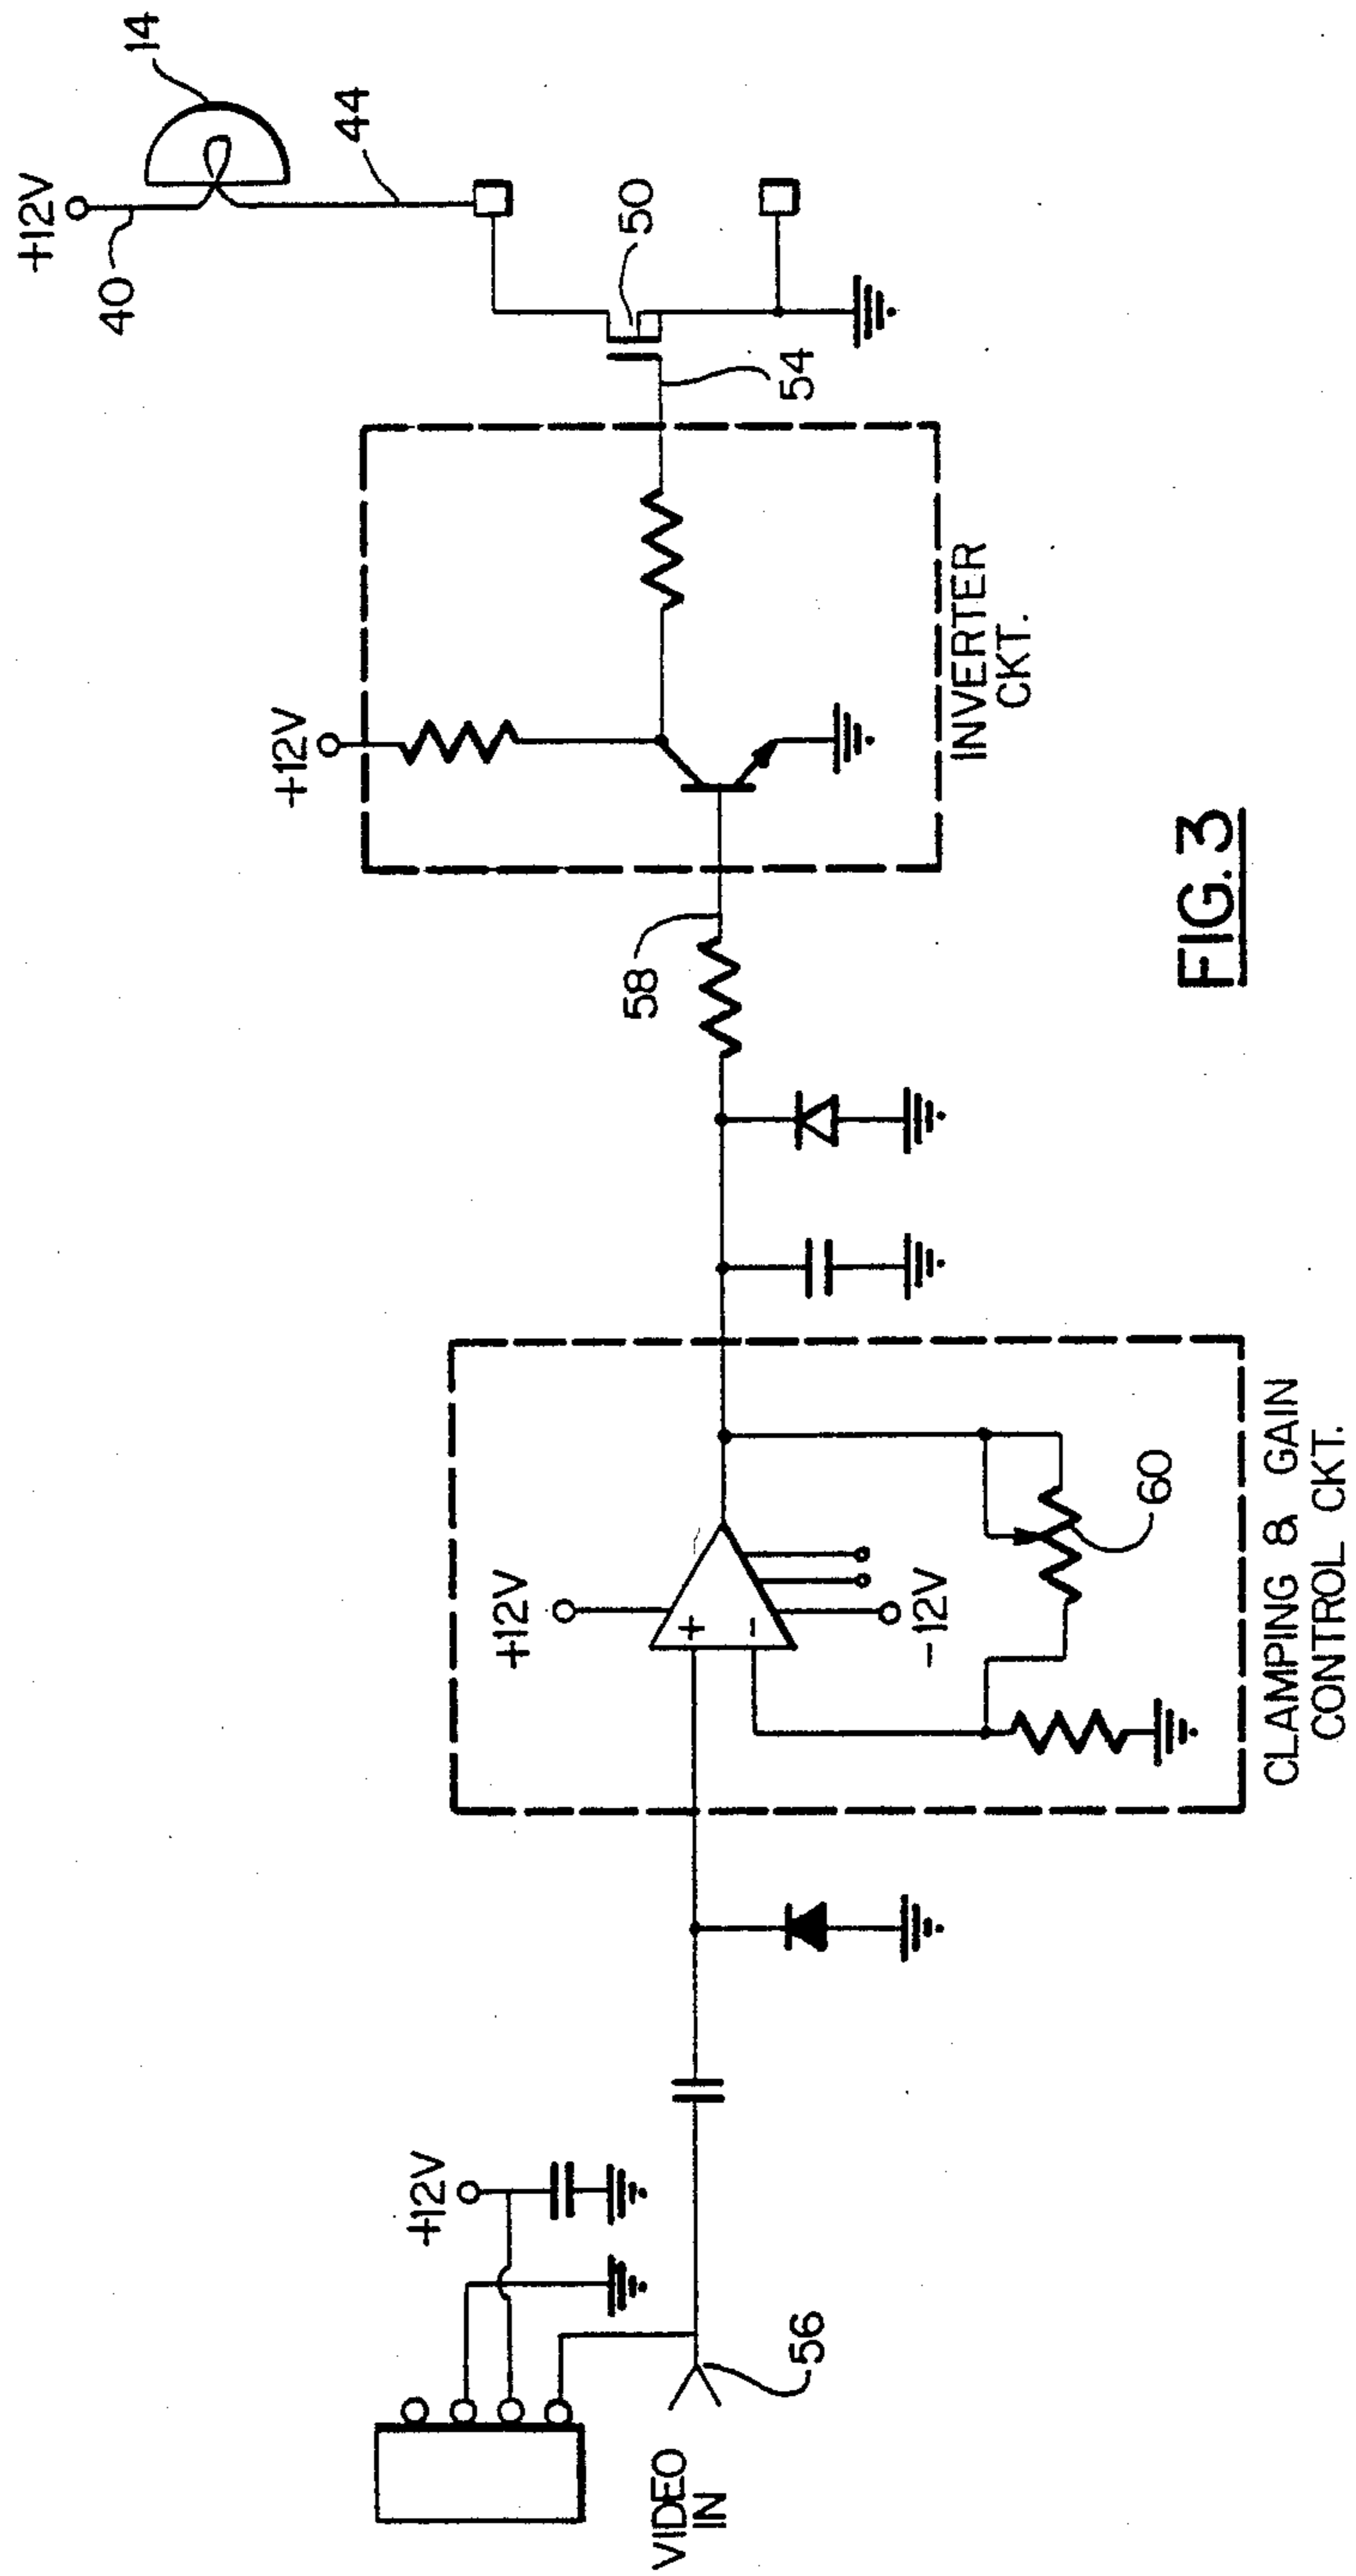 VIDEO
IN
56
+12V
+12V
+
-
-12V
60
CLAMPING & GAIN
CONTROL CKT.
58
+12V
INVERTER
CKT.
54
50
+12V
40
44
14
FIG. 3